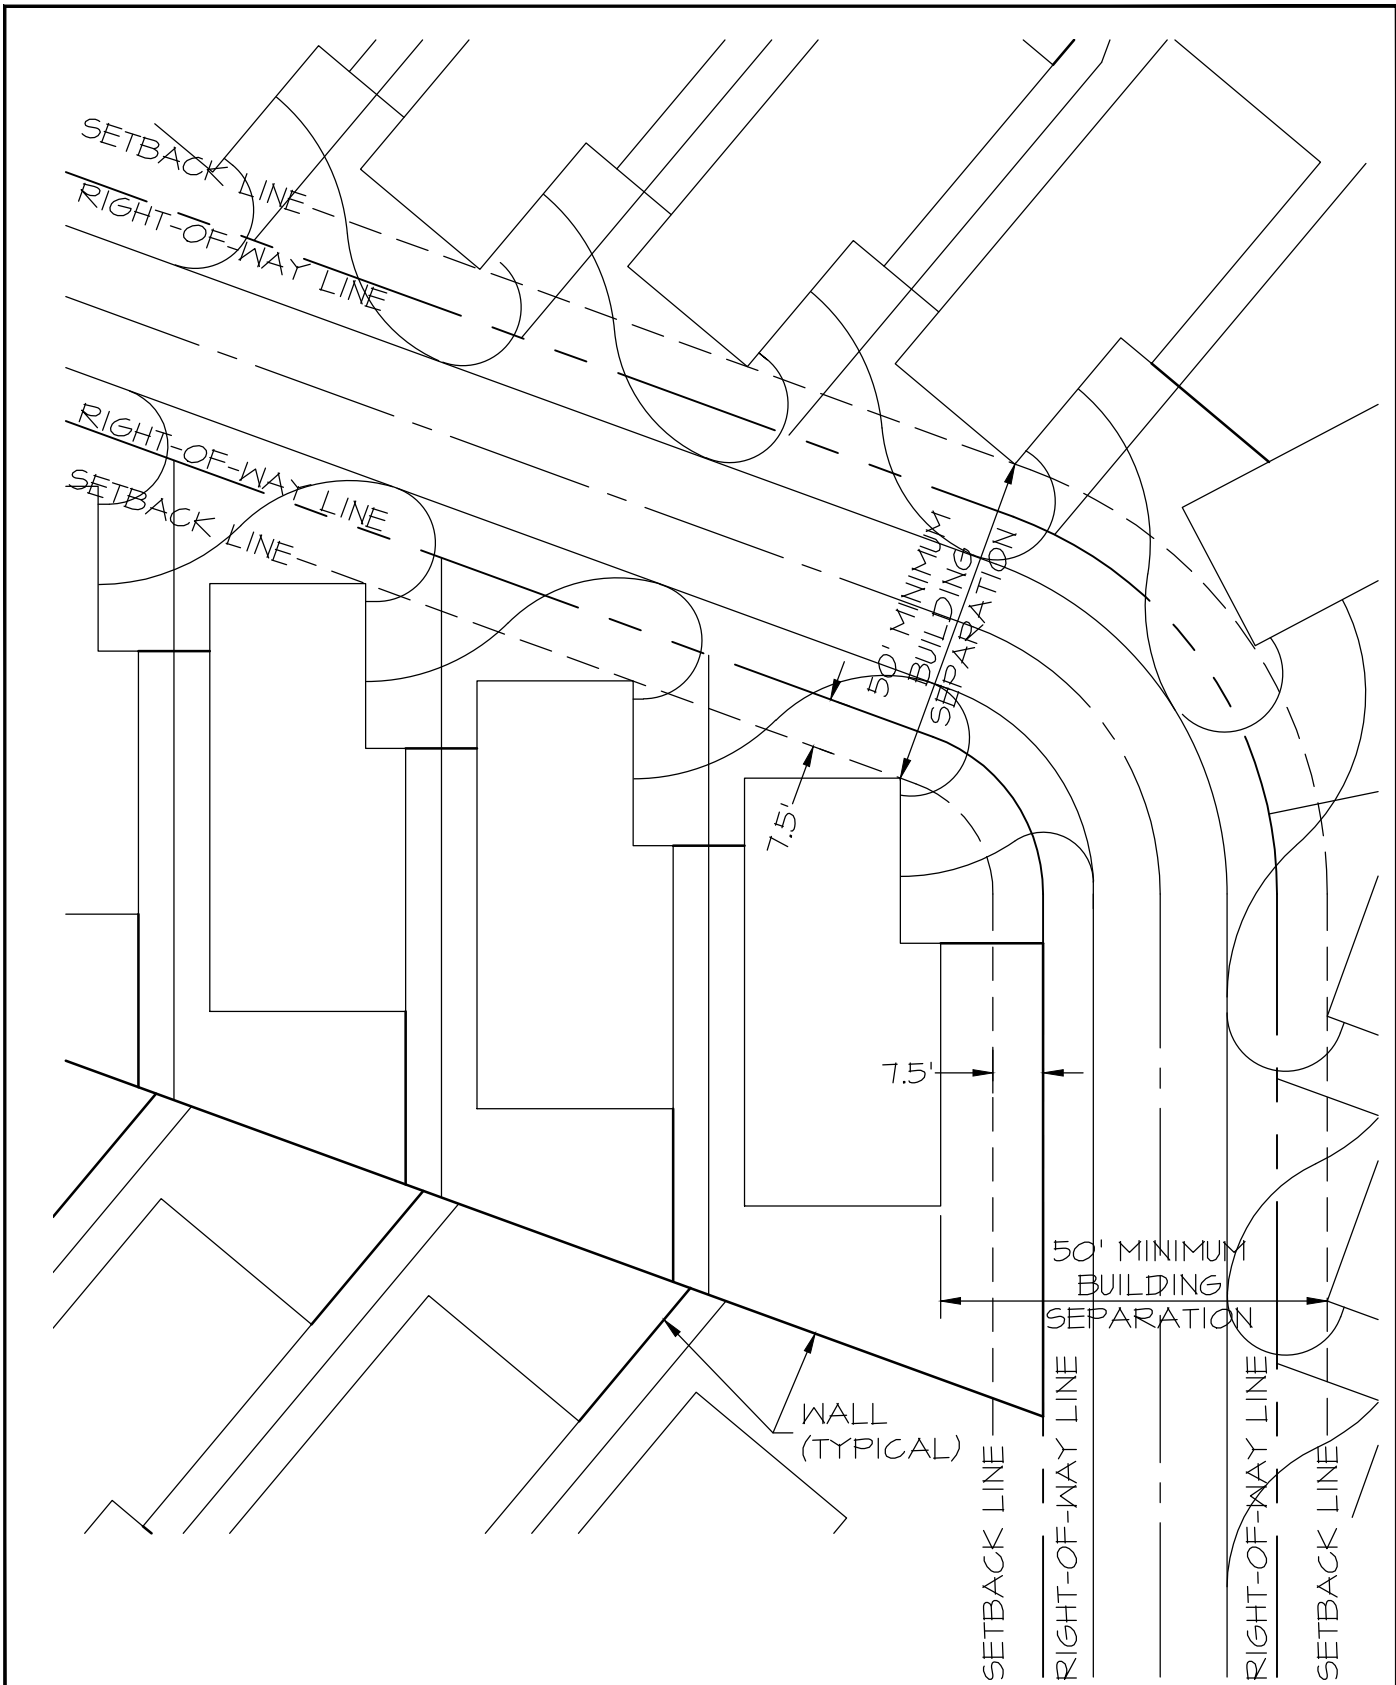 SETBACK LINE
RIGHT-OF-WAY LINE
RIGHT-OF-WAY LINE
SETBACK LINE
50' MINIMUM
BUILDING
SEPARATION
7.5'
7.5'
50' MINIMUM
BUILDING
SEPARATION
WALL
(TYPICAL)
SETBACK LINE
RIGHT-OF-WAY LINE
RIGHT-OF-WAY LINE
SETBACK LINE